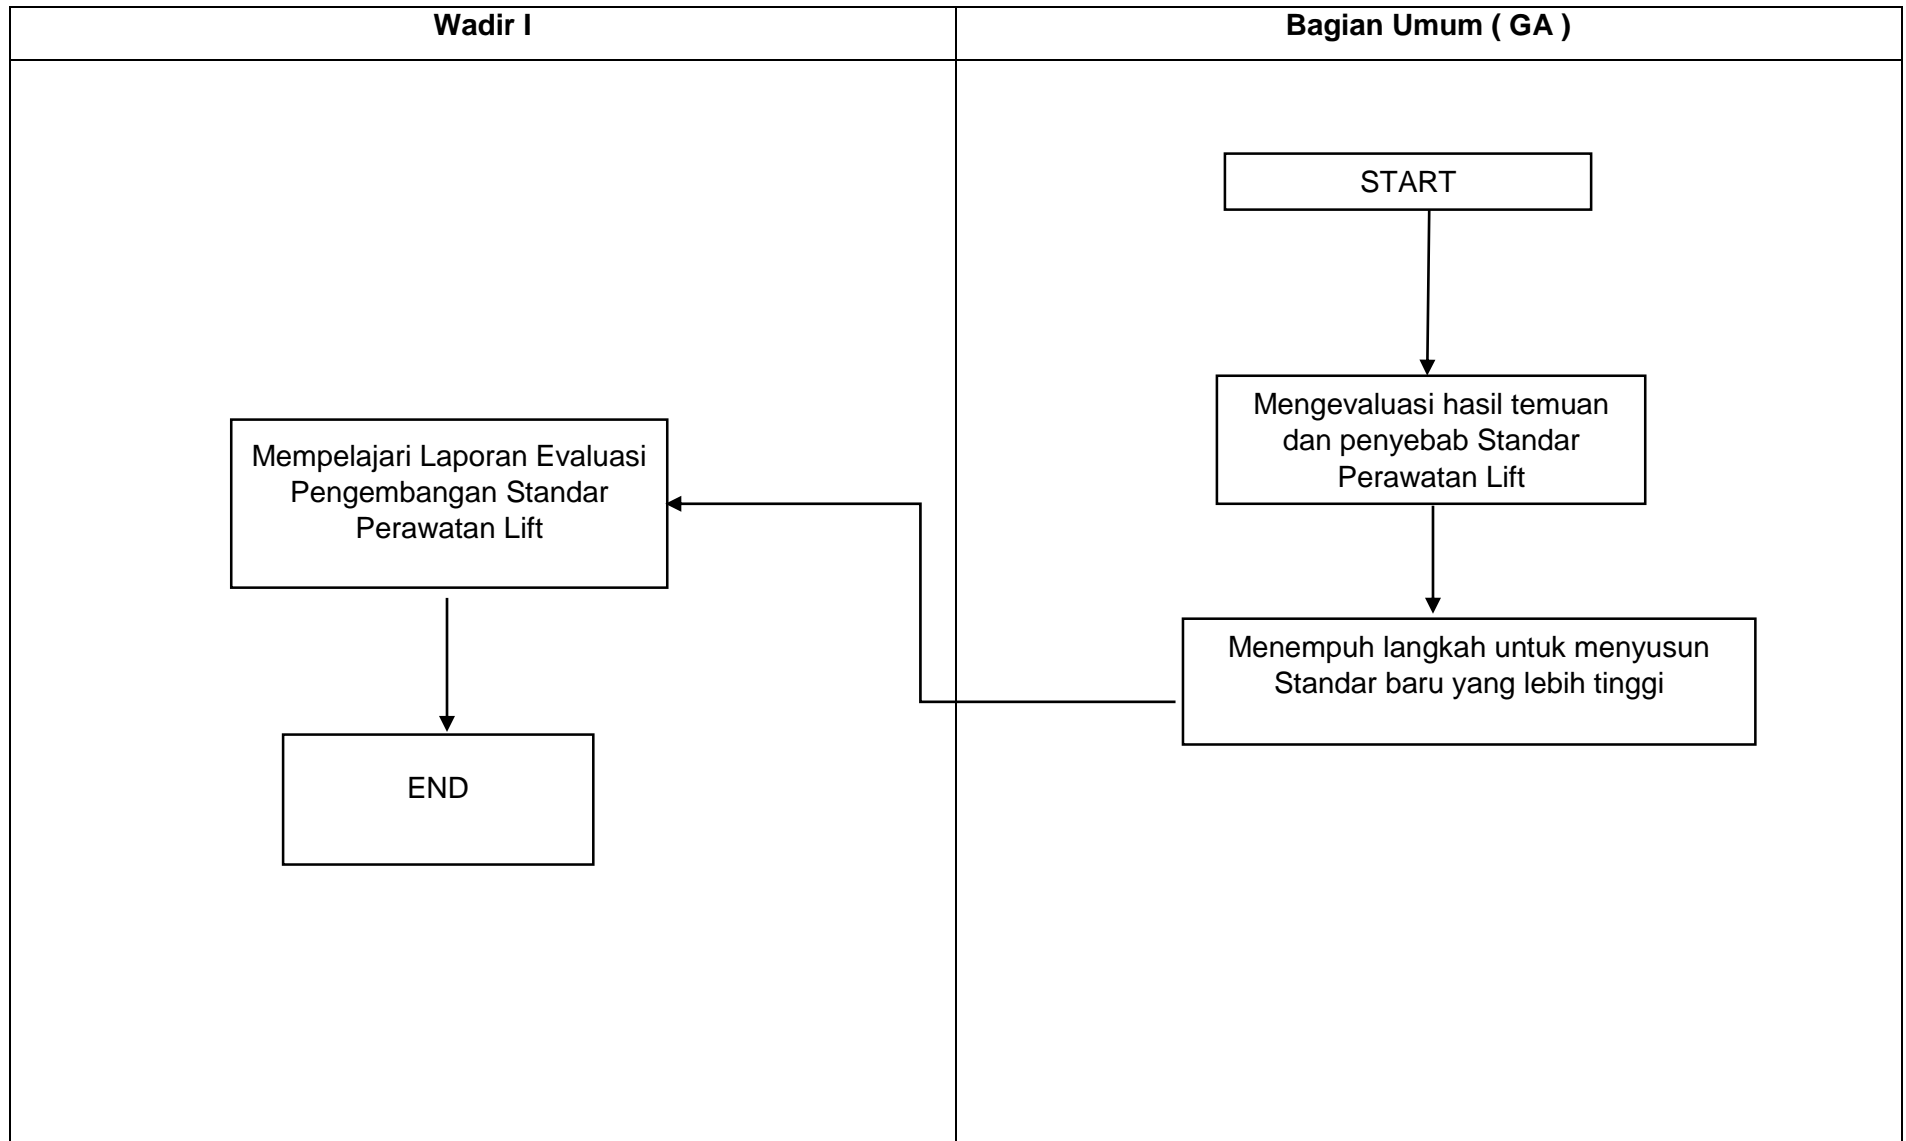 Wadir I
Bagian Umum ( GA )
START
Mengevaluasi hasil temuan
dan penyebab Standar
Perawatan Lift
Menempuh langkah untuk menyusun
Standar baru yang lebih tinggi
Mempelajari Laporan Evaluasi
Pengembangan Standar
Perawatan Lift
END